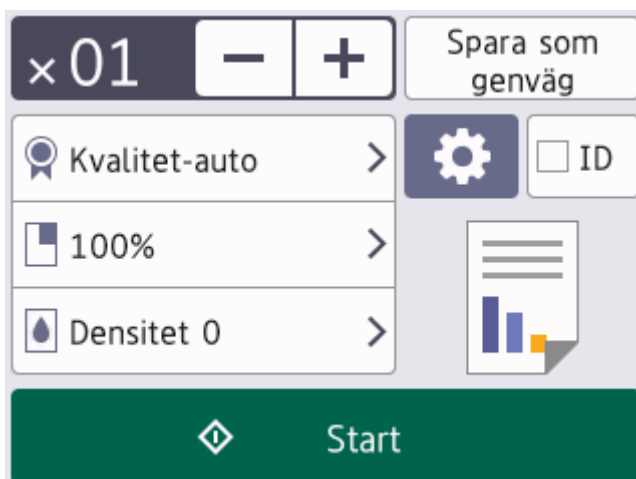 ×01
Spara som
genväg
Kvalitet-auto
ID
100%
Densitet 0
Start